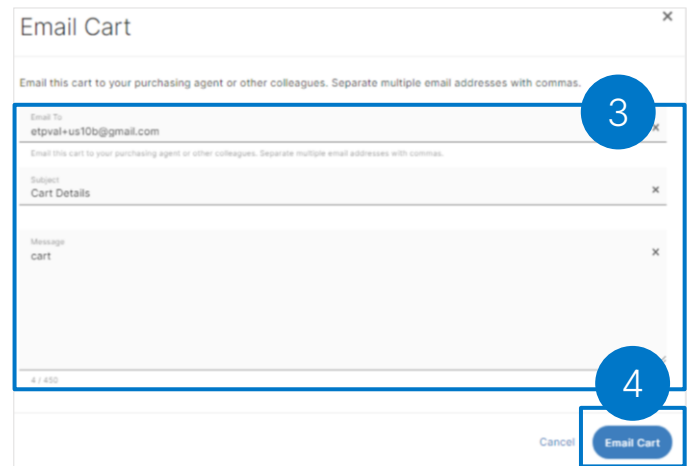 Email Cart
×
Email this cart to your purchasing agent or other colleagues. Separate multiple email addresses with commas.
3
Email To
etpval+us10b@gmail.com
×
Email this cart to your purchasing agent or other colleagues. Separate multiple email addresses with commas.
Subject
Cart Details
×
Message
cart
×
4 / 450
4
Cancel
Email Cart